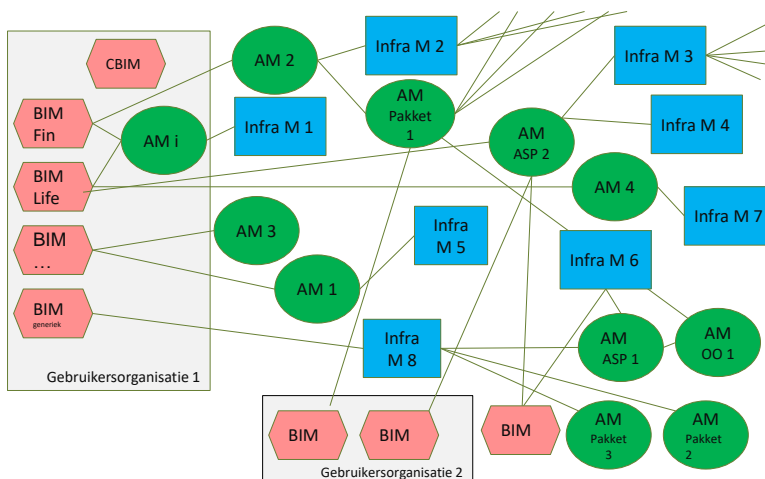 CBIM
BIM
Fin
BIM
Life
BIM
...
BIM
generiek
Gebruikersorganisatie 1
AM i
AM 2
Infra M 1
Infra M 2
AM
Pakket
1
AM
ASP 2
Infra M 3
Infra M 4
AM 4
Infra M 7
AM 3
AM 1
Infra
M 5
Infra M 6
Infra
M 8
AM
ASP 1
AM
OO 1
BIM
BIM
Gebruikersorganisatie 2
BIM
AM
Pakket
3
AM
Pakket
2